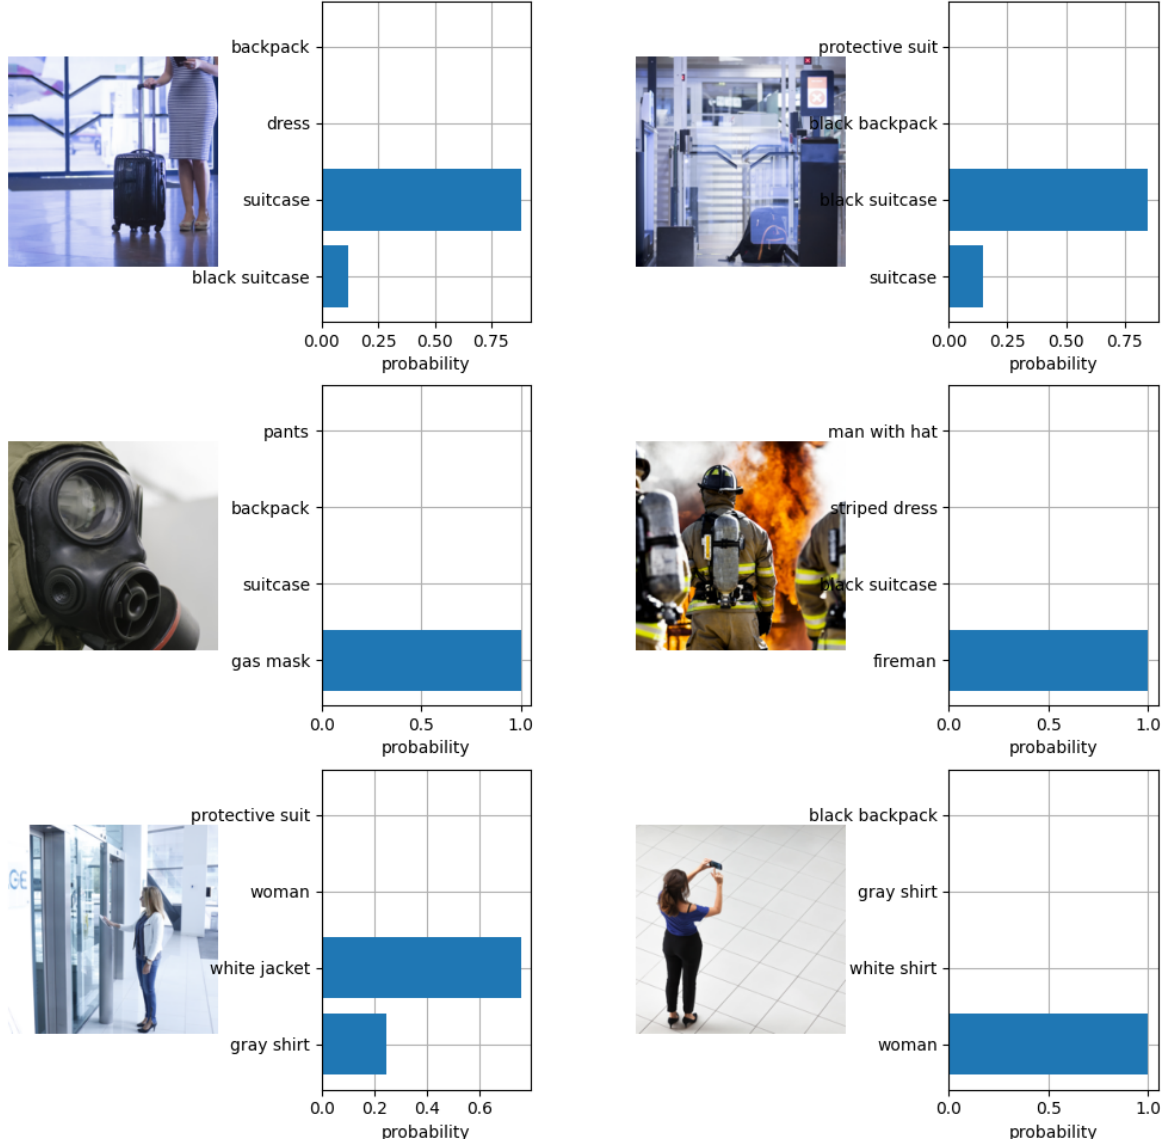 backpack
dress
suitcase
black suitcase
0.00 0.25 0.50 0.75
probability
protective suit
black backpack
black suitcase
suitcase
0.00 0.25 0.50 0.75
probability
pants
backpack
suitcase
gas mask
0.0 0.5 1.0
probability
man with hat
striped dress
black suitcase
fireman
0.0 0.5 1.0
probability
protective suit
woman
white jacket
gray shirt
0.0 0.2 0.4 0.6
probability
GE
black backpack
gray shirt
white shirt
woman
0.0 0.5 1.0
probability